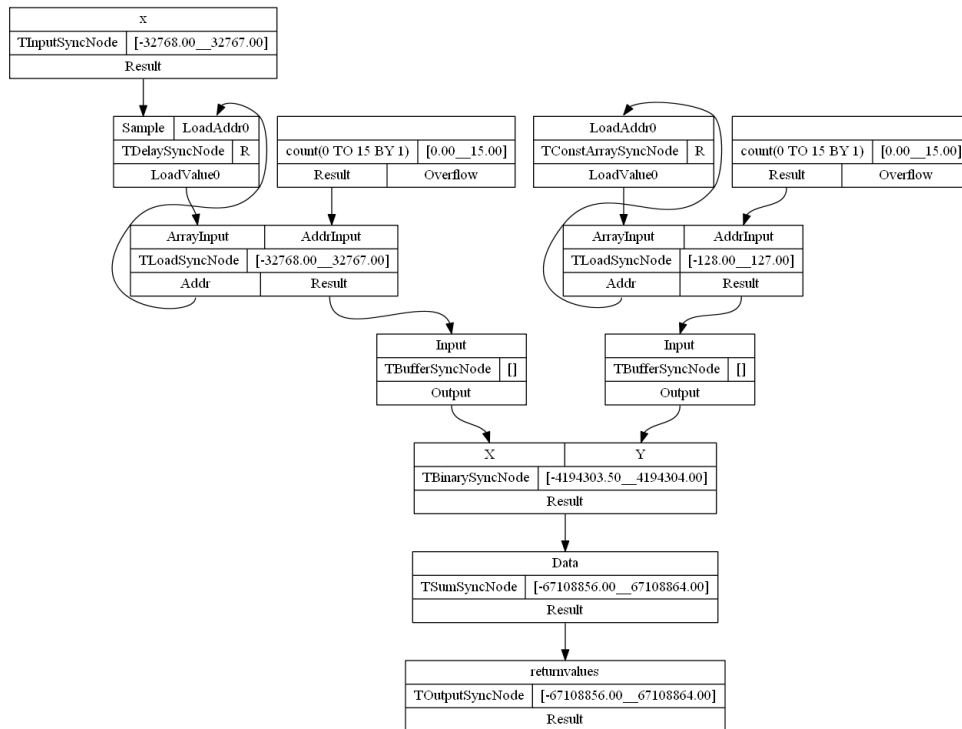 x
TInputSyncNode [-32768.00__32767.00]
Result
Sample LoadAddr0
TDelaySyncNode R
LoadValue0
count(0 TO 15 BY 1) [0.00__15.00]
Result Overflow
LoadAddr0
TConstArraySyncNode R
LoadValue0
count(0 TO 15 BY 1) [0.00__15.00]
Result Overflow
ArrayInput AddrInput
TLoadSyncNode [-32768.00__32767.00]
Addr Result
ArrayInput AddrInput
TLoadSyncNode [-128.00__127.00]
Addr Result
Input
TBufferSyncNode []
Output
Input
TBufferSyncNode []
Output
X Y
TBinarySyncNode [-4194303.50__4194304.00]
Result
Data
TSumSyncNode [-67108856.00__67108864.00]
Result
returnvalues
TOutputSyncNode [-67108856.00__67108864.00]
Result